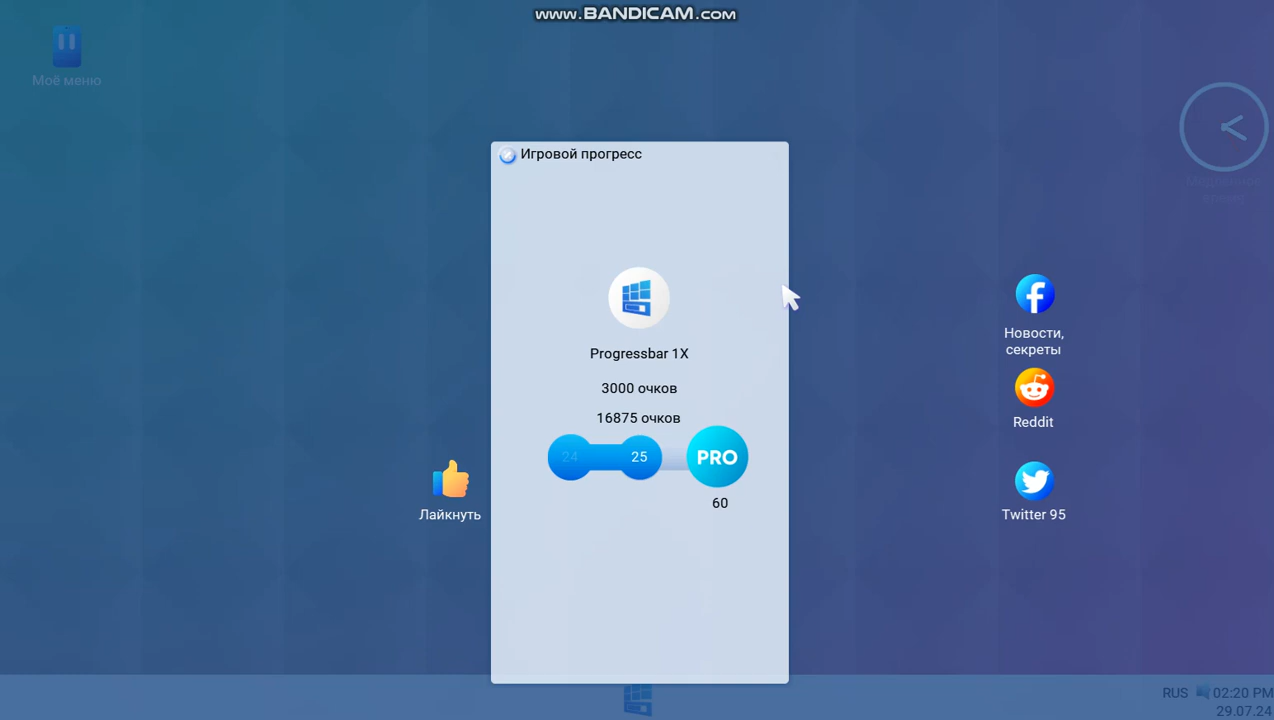 www.BANDICAM.com
Моё меню
Игровой прогресс
Progressbar 1X
3000 очков
16875 очков
24
25
PRO
60
Лайкнуть
Новости,
секреты
Reddit
Twitter 95
RUS
02:20 PM
29.07.24